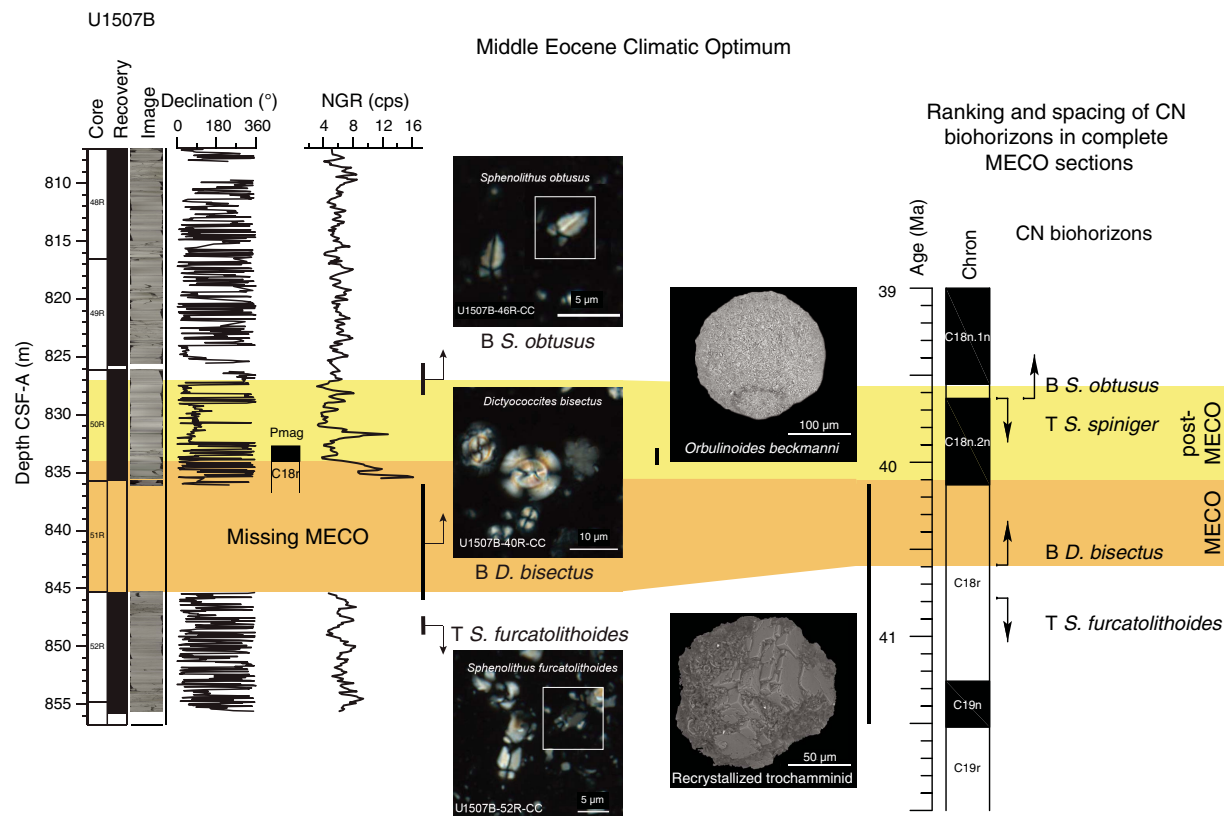 U1507B
Middle Eocene Climatic Optimum
Core
Recovery
Image
Declination (°)
0 180 360
NGR (cps)
4 8 12 16
Depth CSF-A (m)
810
815
820
825
830
835
840
845
850
855
48R
49R
50R
51R
52R
Pmag
C18r
Missing MECO
Sphenolithus obtusus
5 µm
U1507B-46R-CC
B S. obtusus
Dictyococcites bisectus
10 µm
U1507B-40R-CC
B D. bisectus
T S. furcatolithoides
Sphenolithus furcatolithoides
5 µm
U1507B-52R-CC
100 µm
Orbulinoides beckmanni
50 µm
Recrystallized trochamminid
Ranking and spacing of CN
biohorizons in complete
MECO sections
Age (Ma)
39
40
41
Chron
C18n.1n
C18n.2n
C18r
C19n
C19r
CN biohorizons
B S. obtusus
T S. spiniger
B D. bisectus
T S. furcatolithoides
post-
MECO
MECO